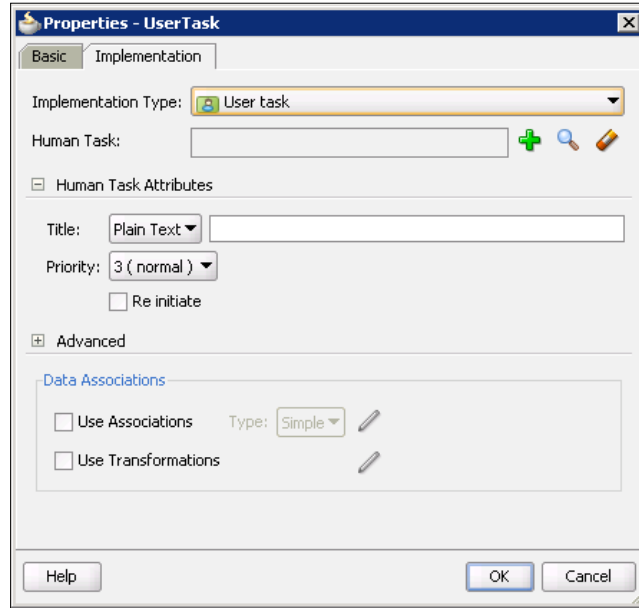 Properties - UserTask
Basic Implementation
Implementation Type: User task
Human Task:
Human Task Attributes
Title: Plain Text
Priority: 3 ( normal )
Re initiate
Advanced
Data Associations
Use Associations Type: Simple
Use Transformations
Help OK Cancel